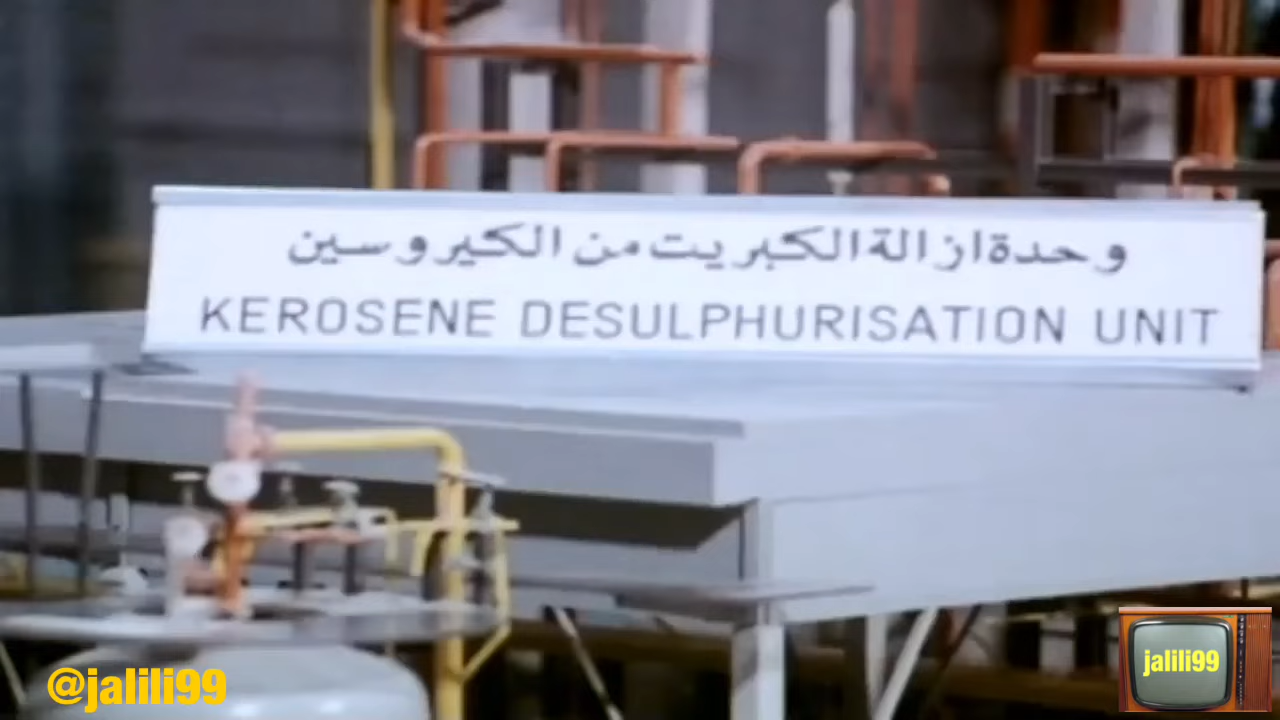 وحدة ازالة الكبريت من الكيروسين
KEROSENE DESULPHURISATION UNIT
@jalili99
jalili99